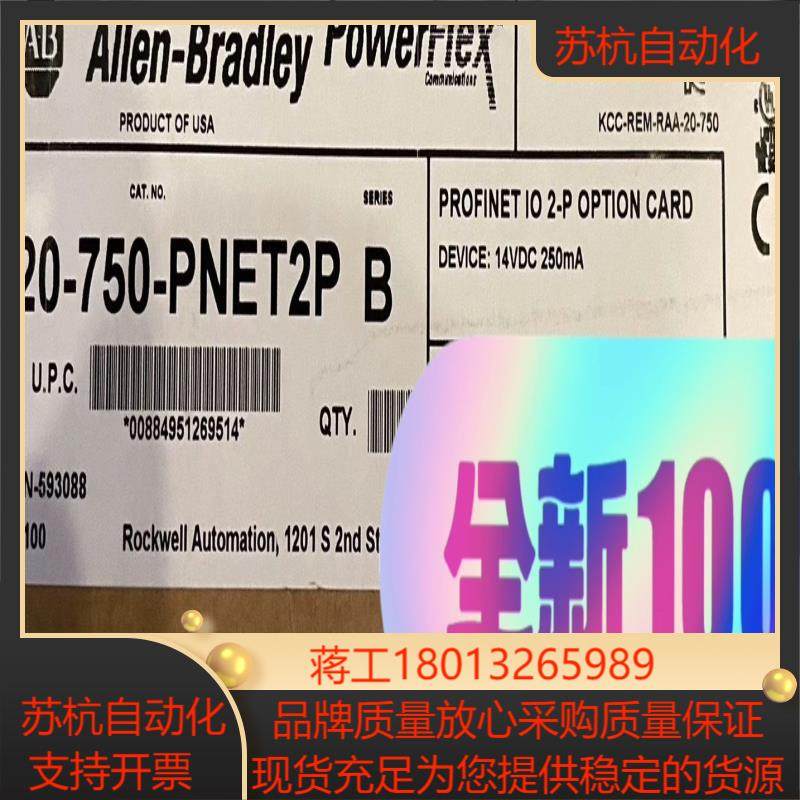 苏杭自动化
AB Allen-Bradley PowerFlex
Communications
PRODUCT OF USA
KCC-REM-RAA-20-750
CAT. NO.
SERIES
PROFINET IO 2-P OPTION CARD
DEVICE: 14VDC 250mA
20-750-PNET2P B
U.P.C.
*00884951269514*
QTY.
N-593088
100
Rockwell Automation, 1201 S 2nd St
全新100
蒋工18013265989
苏杭自动化
支持开票
品牌质量放心采购质量保证
现货充足为您提供稳定的货源